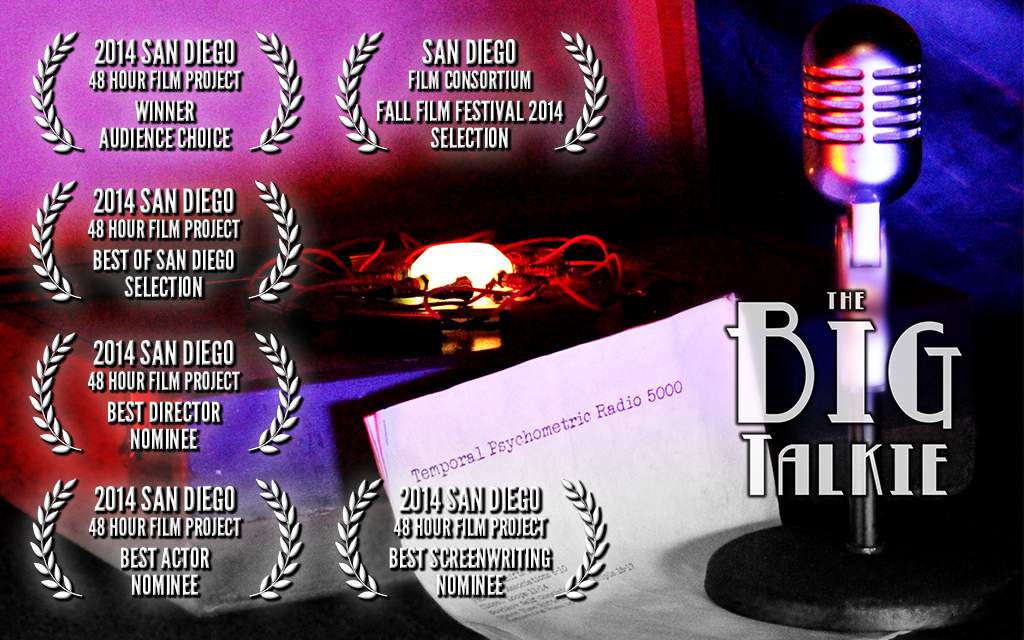 2014 SAN DIEGO
48 HOUR FILM PROJECT
WINNER
AUDIENCE CHOICE
SAN DIEGO
FILM CONSORTIUM
FALL FILM FESTIVAL 2014
SELECTION
2014 SAN DIEGO
48 HOUR FILM PROJECT
BEST OF SAN DIEGO
SELECTION
2014 SAN DIEGO
48 HOUR FILM PROJECT
BEST DIRECTOR
NOMINEE
2014 SAN DIEGO
48 HOUR FILM PROJECT
BEST ACTOR
NOMINEE
2014 SAN DIEGO
48 HOUR FILM PROJECT
BEST SCREENWRITING
NOMINEE
Temporal Psychometric Radio 5000
THE
BIG
TALKIE